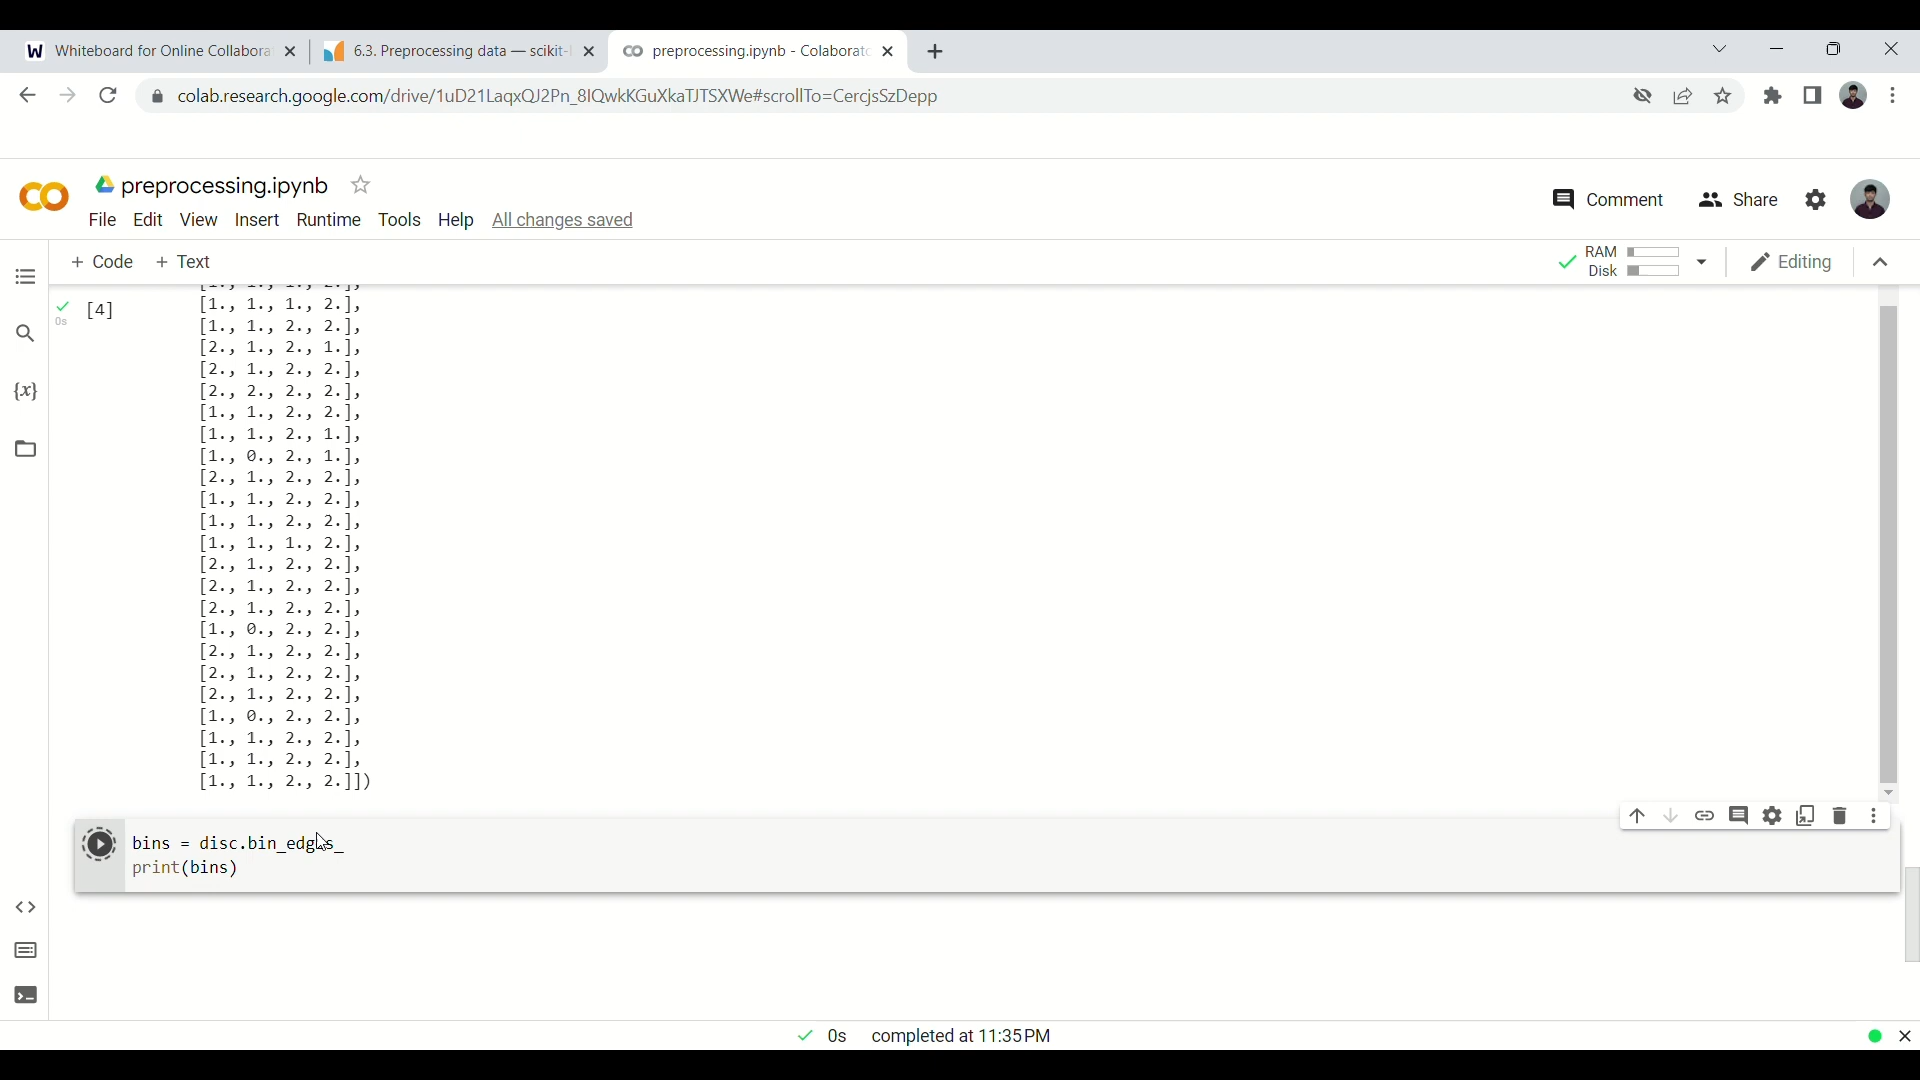 W Whiteboard for Online Collabora
6.3. Preprocessing data — scikit-
preprocessing.ipynb - Colaborato
colab.research.google.com/drive/1uD21LaqxQJ2Pn_8IQwkKGuXkaTJTSXWe#scrollTo=CercjsSzDepp
preprocessing.ipynb
Comment
Share
File Edit View Insert Runtime Tools Help All changes saved
+ Code + Text
RAM
Disk
Editing
[4]
0s
[1., 1., 1., 2.],
[1., 1., 2., 2.],
[2., 1., 2., 1.],
[2., 1., 2., 2.],
[2., 2., 2., 2.],
[1., 1., 2., 2.],
[1., 1., 2., 1.],
[1., 0., 2., 1.],
[2., 1., 2., 2.],
[1., 1., 2., 2.],
[1., 1., 2., 2.],
[1., 1., 1., 2.],
[2., 1., 2., 2.],
[2., 1., 2., 2.],
[2., 1., 2., 2.],
[1., 0., 2., 2.],
[2., 1., 2., 2.],
[2., 1., 2., 2.],
[2., 1., 2., 2.],
[1., 0., 2., 2.],
[1., 1., 2., 2.],
[1., 1., 2., 2.],
[1., 1., 2., 2.]])
bins = disc.bin_edges_
print(bins)
0s completed at 11:35 PM